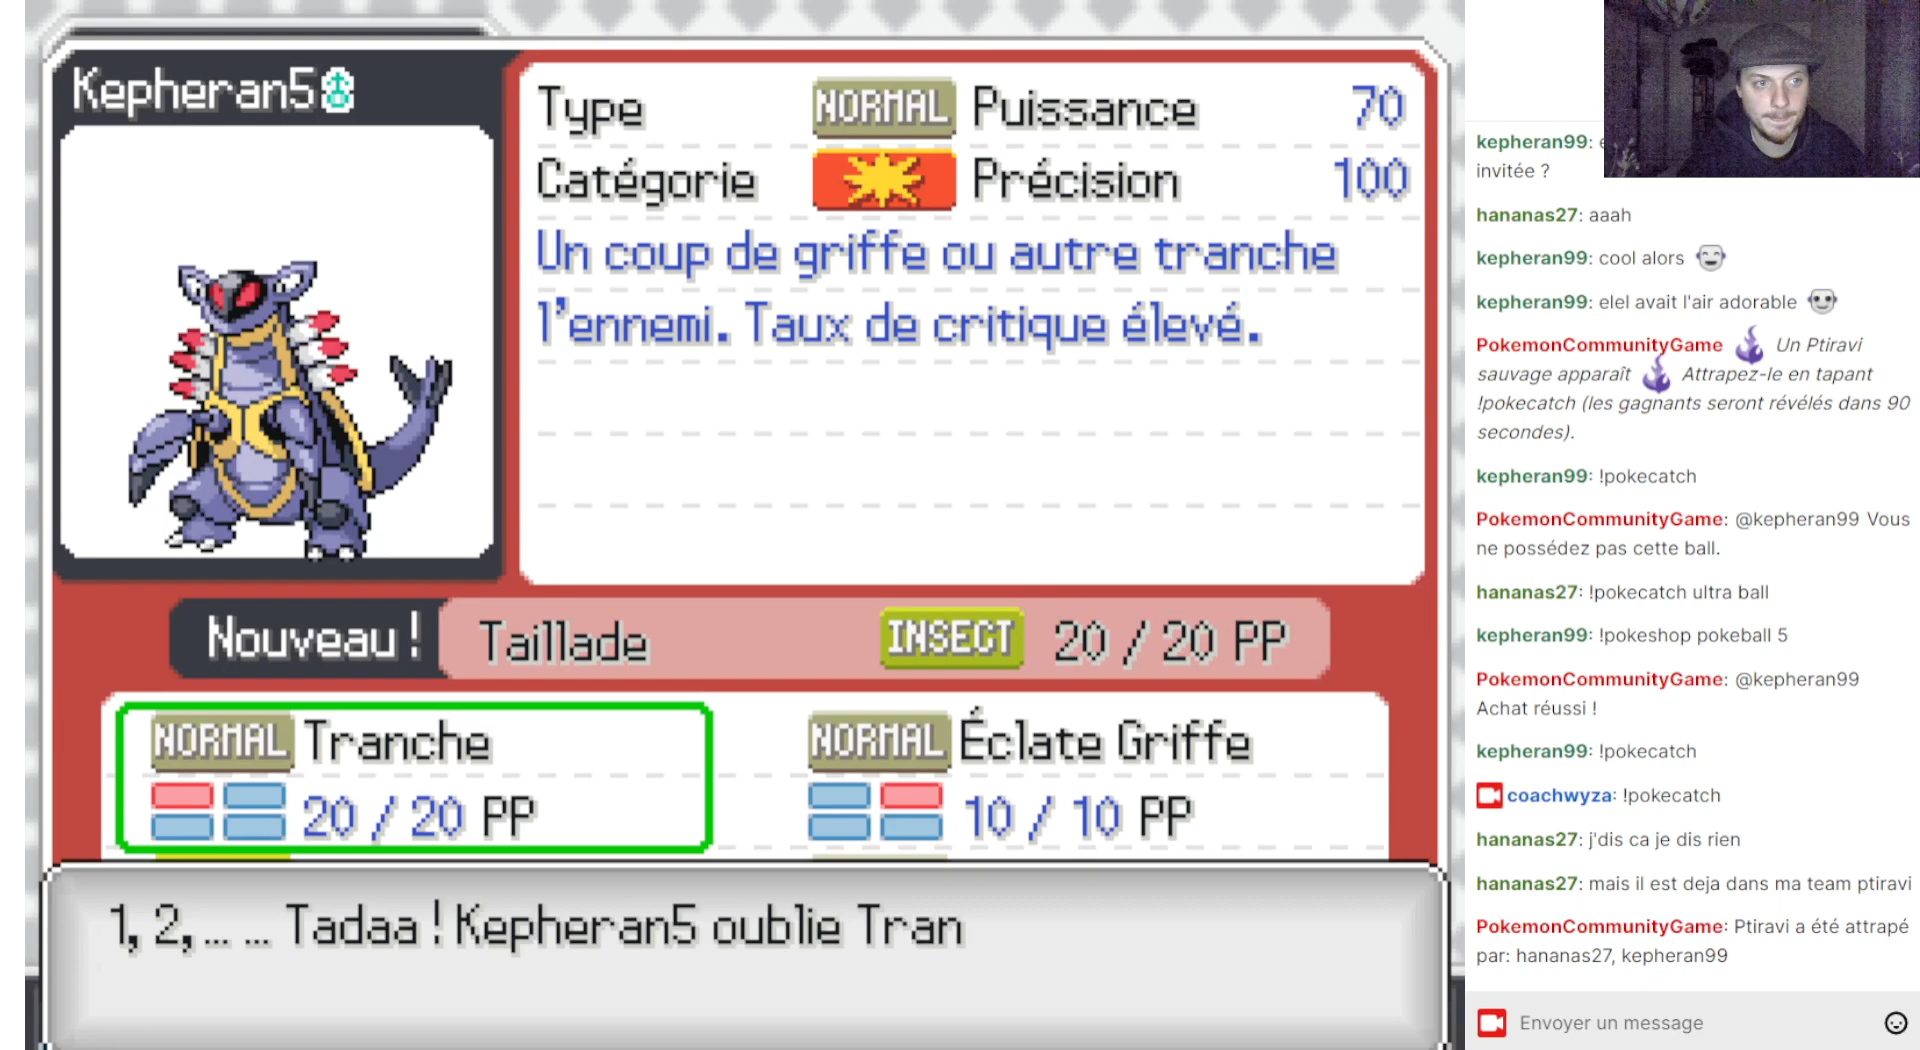 Kepheran5
Type NORMAL Puissance 70
Catégorie Précision 100
Un coup de griffe ou autre tranche
l'ennemi. Taux de critique élevé.
Nouveau ! Taillade INSECT 20 / 20 PP
NORMAL Tranche
20 / 20 PP
NORMAL Éclate Griffe
10 / 10 PP
1, 2, ... ... Tadaa ! Kepheran5 oublie Tran
kepheran99:
invitée ?
hananas27: aaah
kepheran99: cool alors
kepheran99: elel avait l'air adorable
PokemonCommunityGame Un Ptiravi
sauvage apparaît Attrapez-le en tapant
!pokecatch (les gagnants seront révélés dans 90
secondes).
kepheran99: !pokecatch
PokemonCommunityGame: @kepheran99 Vous
ne possédez pas cette ball.
hananas27: !pokecatch ultra ball
kepheran99: !pokeshop pokeball 5
PokemonCommunityGame: @kepheran99
Achat réussi !
kepheran99: !pokecatch
coachwyza: !pokecatch
hananas27: j'dis ca je dis rien
hananas27: mais il est deja dans ma team ptiravi
PokemonCommunityGame: Ptiravi a été attrapé
par: hananas27, kepheran99
Envoyer un message